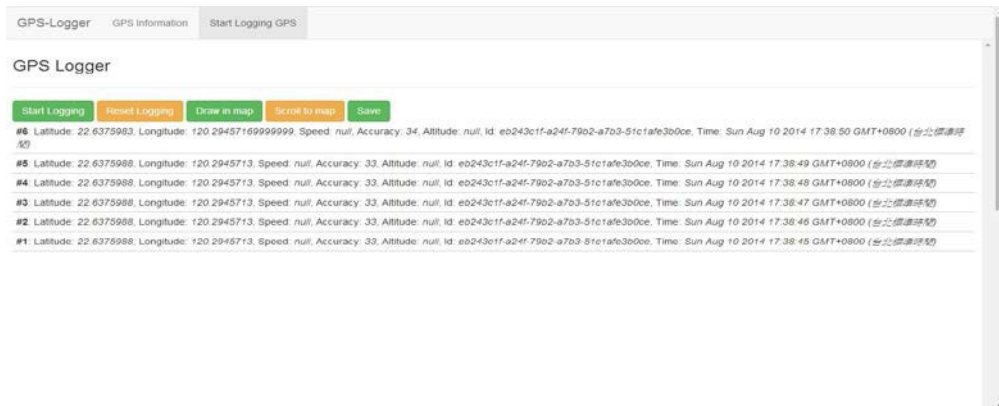 GPS-Logger GPS Information Start Logging GPS
GPS Logger
Start Logging Reset Logging Draw in map Scroll to map Save
#6: Latitude: 22.6375983, Longitude: 120.29457169999999, Speed: null, Accuracy: 34, Altitude: null, Id: eb243c1f-a24f-79b2-a7b3-51c1afe3b0ce, Time: Sun Aug 10 2014 17:38:50 GMT+0800 (台北標準時
間)
#5: Latitude: 22.6375988, Longitude: 120.2945713, Speed: null, Accuracy: 33, Altitude: null, Id: eb243c1f-a24f-79b2-a7b3-51c1afe3b0ce, Time: Sun Aug 10 2014 17:38:49 GMT+0800 (台北標準時間)
#4: Latitude: 22.6375988, Longitude: 120.2945713, Speed: null, Accuracy: 33, Altitude: null, Id: eb243c1f-a24f-79b2-a7b3-51c1afe3b0ce, Time: Sun Aug 10 2014 17:38:48 GMT+0800 (台北標準時間)
#3: Latitude: 22.6375988, Longitude: 120.2945713, Speed: null, Accuracy: 33, Altitude: null, Id: eb243c1f-a24f-79b2-a7b3-51c1afe3b0ce, Time: Sun Aug 10 2014 17:38:47 GMT+0800 (台北標準時間)
#2: Latitude: 22.6375988, Longitude: 120.2945713, Speed: null, Accuracy: 33, Altitude: null, Id: eb243c1f-a24f-79b2-a7b3-51c1afe3b0ce, Time: Sun Aug 10 2014 17:38:46 GMT+0800 (台北標準時間)
#1: Latitude: 22.6375988, Longitude: 120.2945713, Speed: null, Accuracy: 33, Altitude: null, Id: eb243c1f-a24f-79b2-a7b3-51c1afe3b0ce, Time: Sun Aug 10 2014 17:38:45 GMT+0800 (台北標準時間)